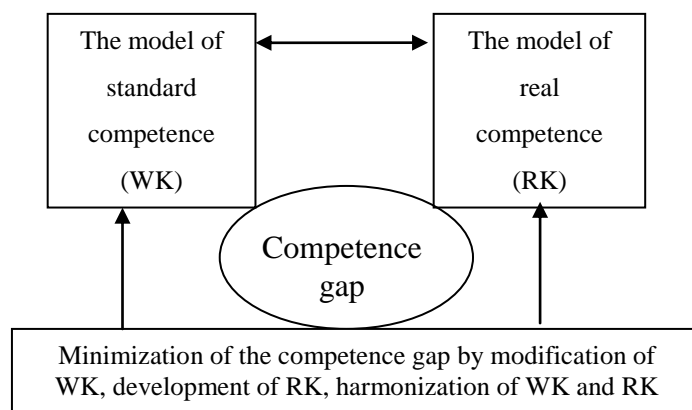 The model of
standard
competence
(WK)
The model of
real
competence
(RK)
Competence
gap
Minimization of the competence gap by modification of
WK, development of RK, harmonization of WK and RK